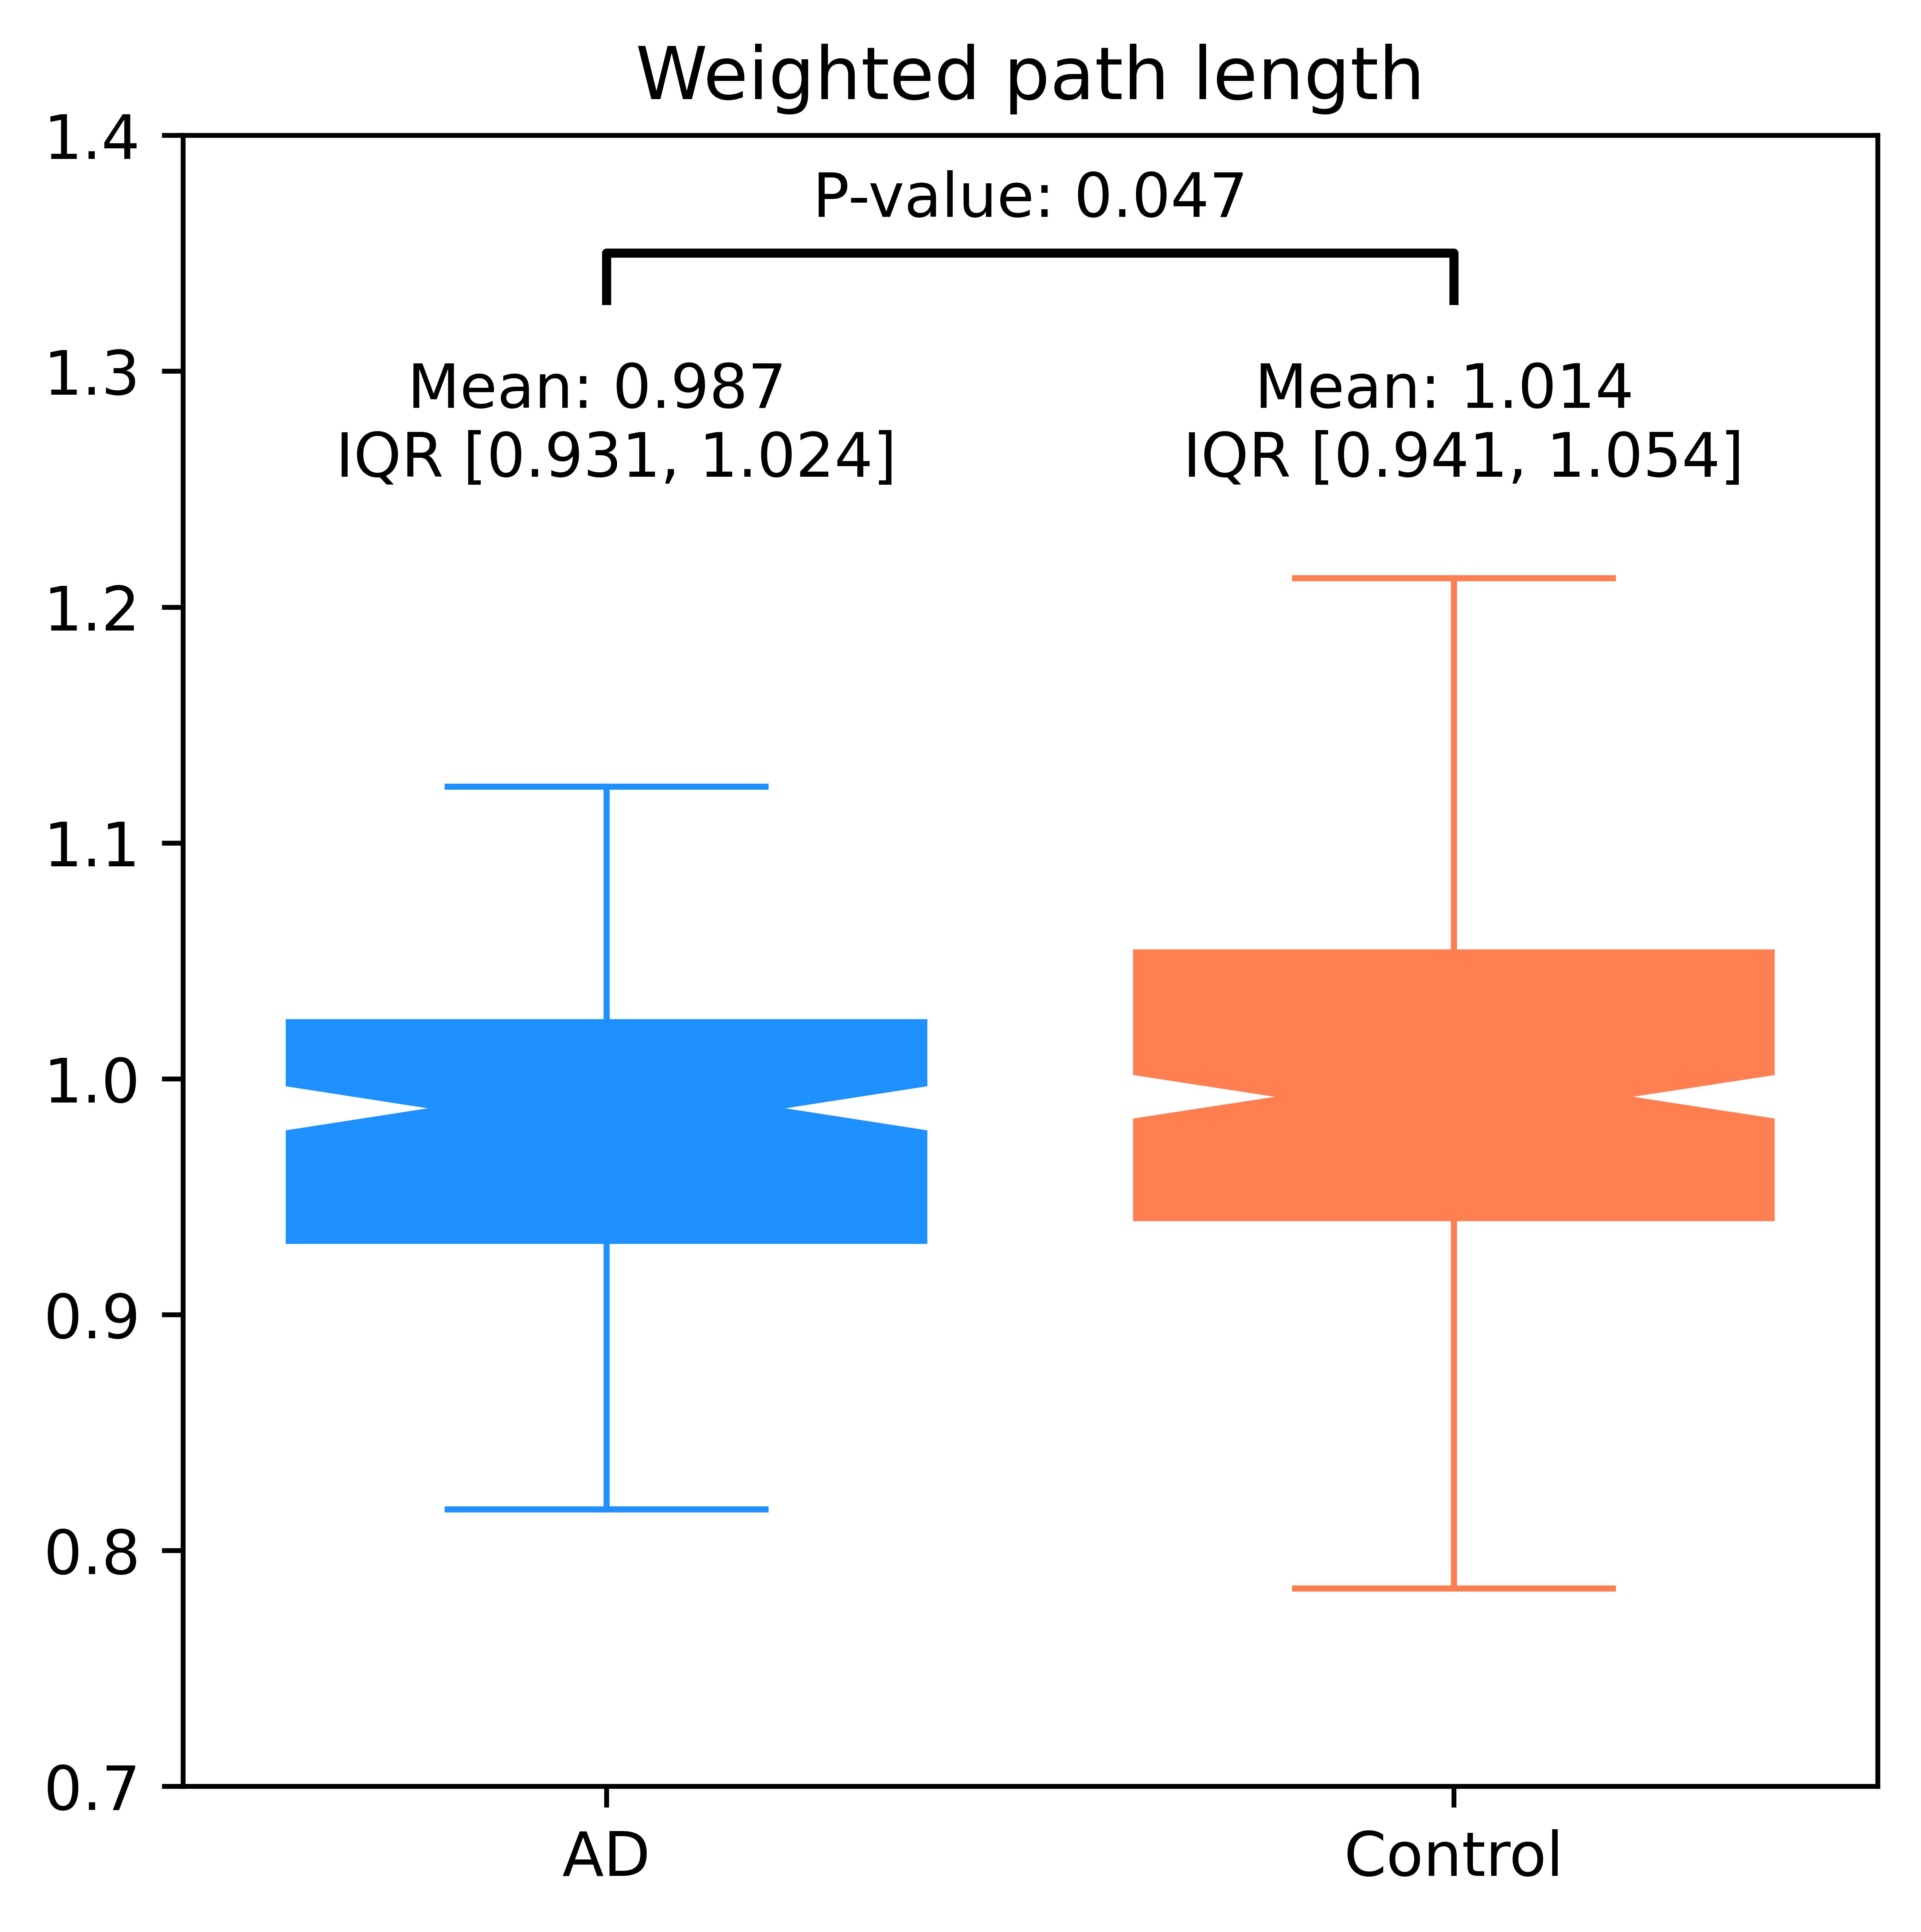 Weighted path length
1.4
P-value: 0.047
1.3
Mean: 0.987
IQR [0.931, 1.024]
Mean: 1.014
IQR [0.941, 1.054]
1.2
1.1
1.0
0.9
0.8
0.7
AD
Control